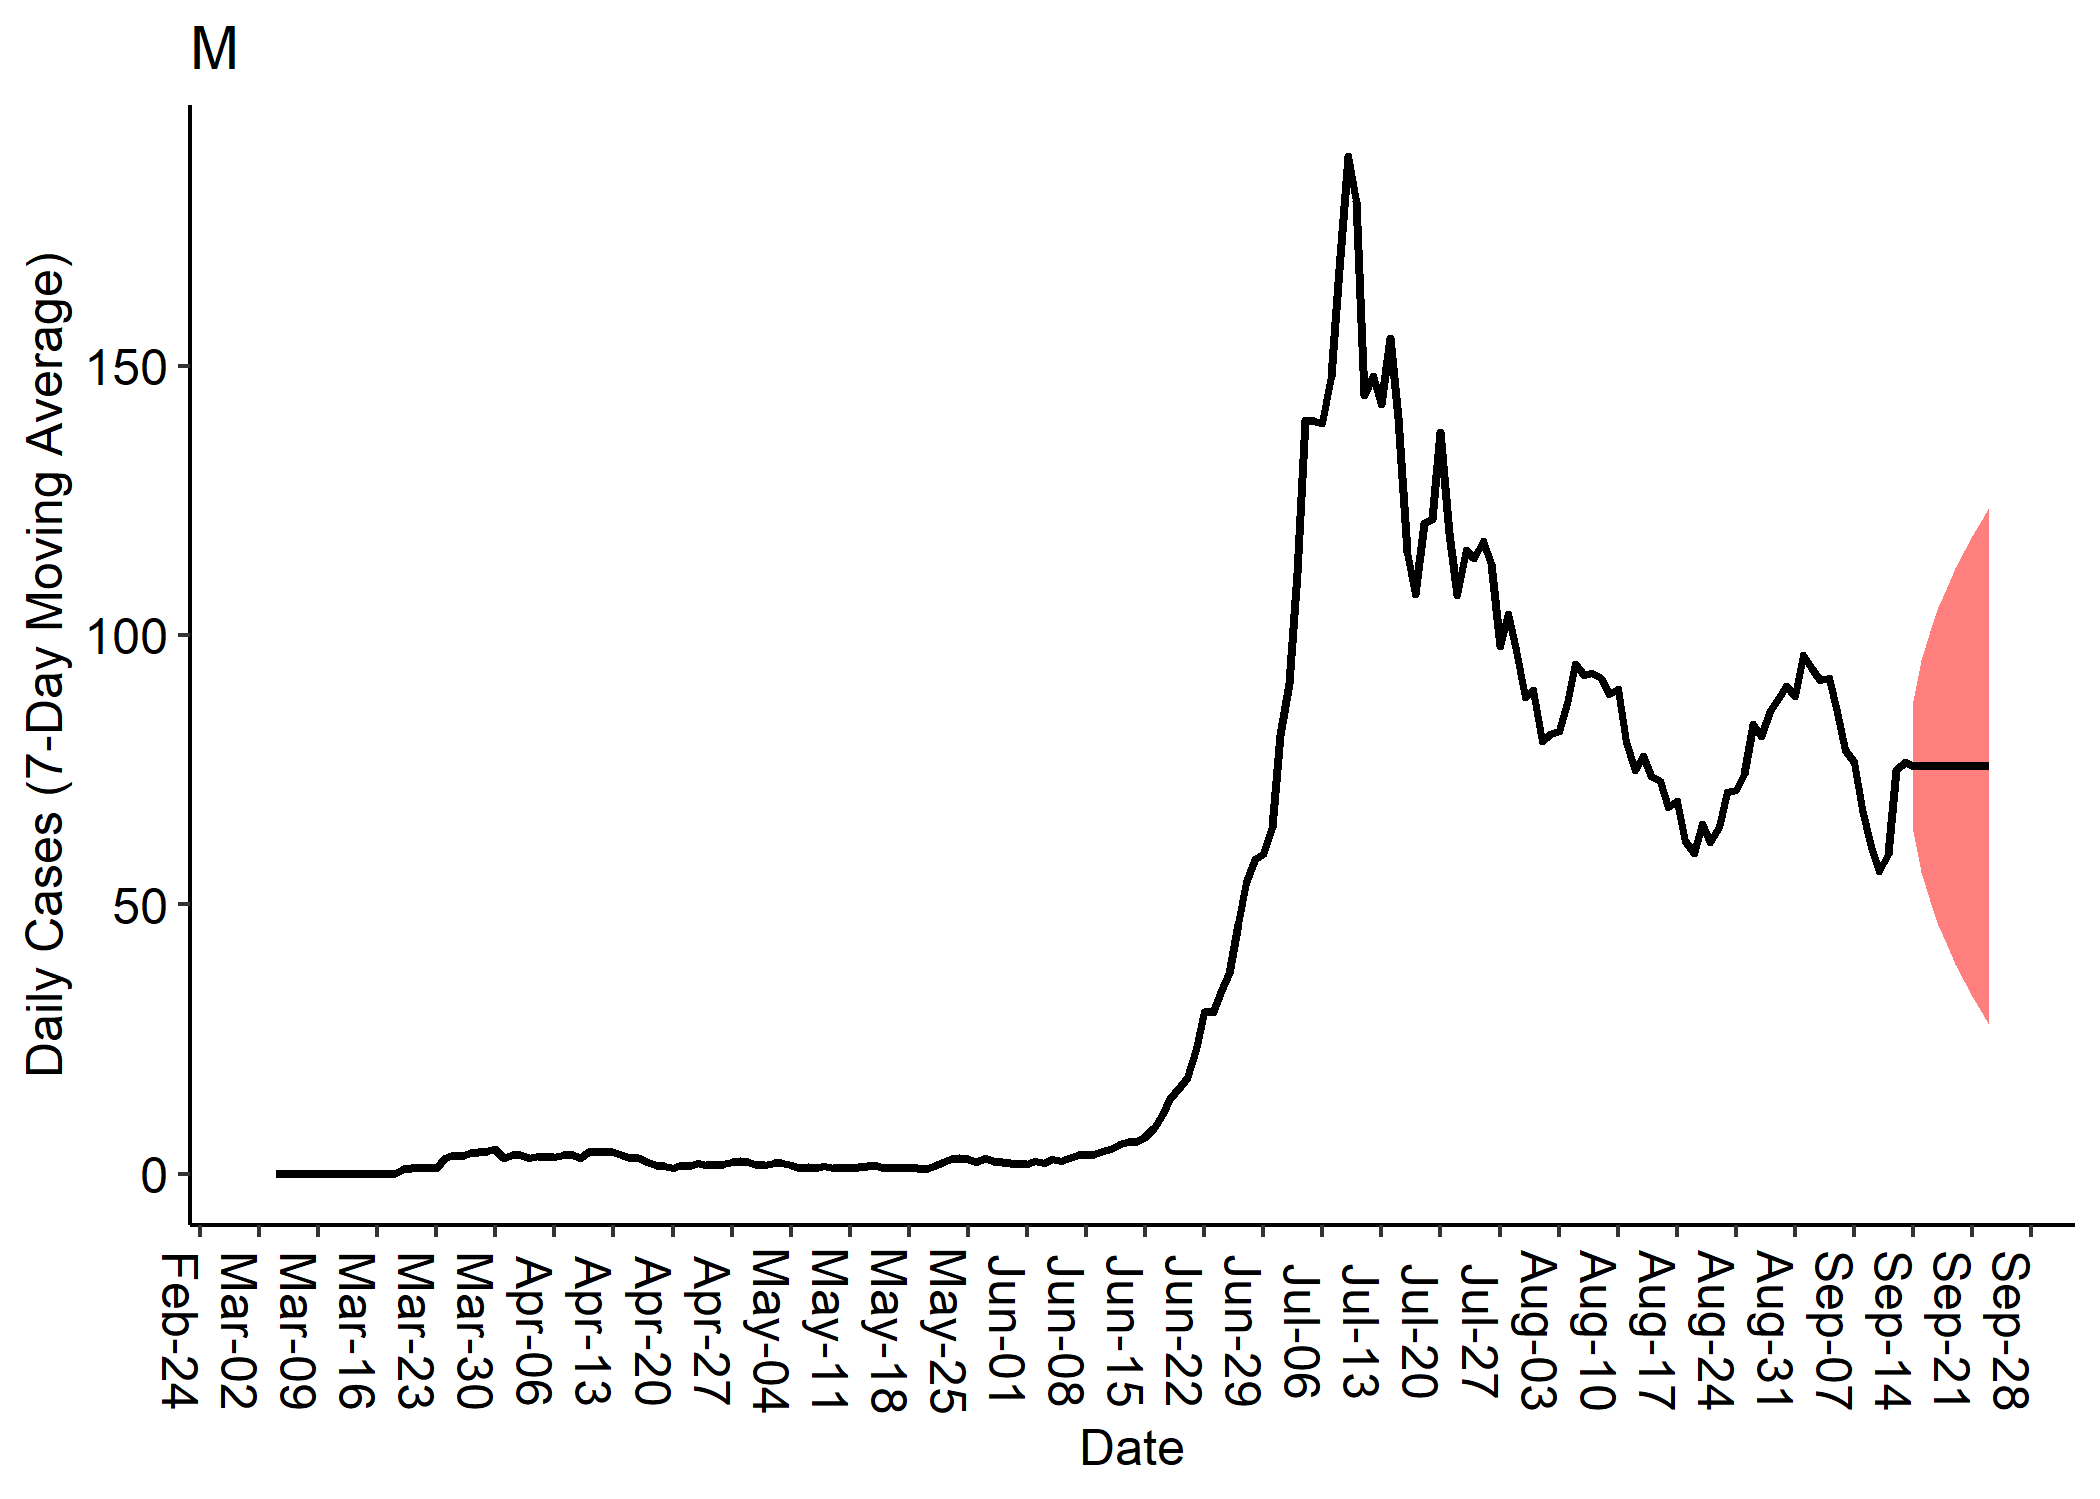 M
Daily Cases (7-Day Moving Average)
150
100
50
0
Feb-24
Mar-02
Mar-09
Mar-16
Mar-23
Mar-30
Apr-06
Apr-13
Apr-20
Apr-27
May-04
May-11
May-18
May-25
Jun-01
Jun-08
Jun-15
Jun-22
Jun-29
Jul-06
Jul-13
Jul-20
Jul-27
Aug-03
Aug-10
Aug-17
Aug-24
Aug-31
Sep-07
Sep-14
Sep-21
Sep-28
Date